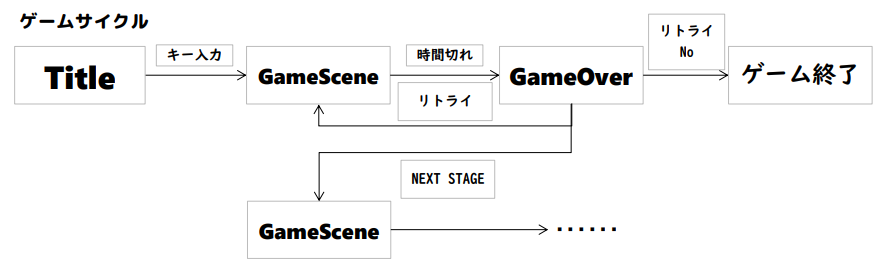 ゲームサイクル
Title
キー入力
GameScene
時間切れ
リトライ
GameOver
リトライ
No
ゲーム終了
NEXT STAGE
GameScene
・・・・・・